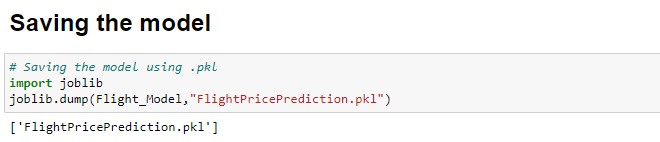 Saving the model
# Saving the model using .pkl
import joblib
joblib.dump(Flight_Model,"FlightPricePrediction.pkl")
['FlightPricePrediction.pkl']